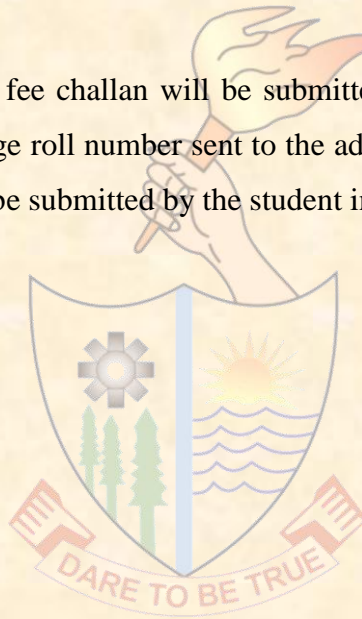 fee challan will be submitte
ge roll number sent to the ad
be submitted by the student i
DARE TO BE TRUE